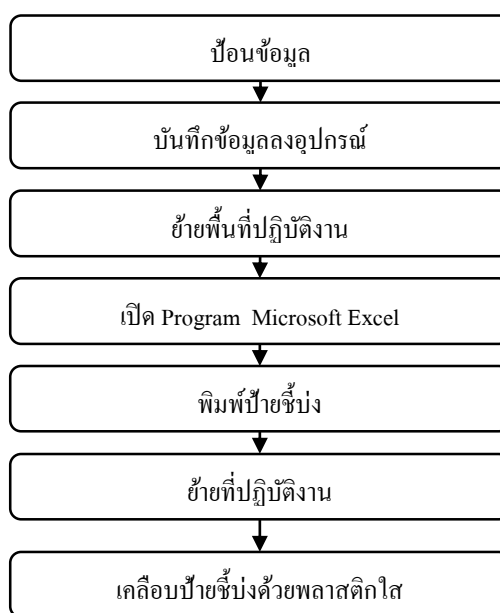 ป้อนข้อมูล
บันทึกข้อมูลลงอุปกรณ์
ย้ายพื้นที่ปฏิบัติงาน
เปิด Program Microsoft Excel
พิมพ์ป้ายชี้บ่ง
ย้ายที่ปฏิบัติงาน
เคลือบป้ายชี้บ่งด้วยพลาสติกใส